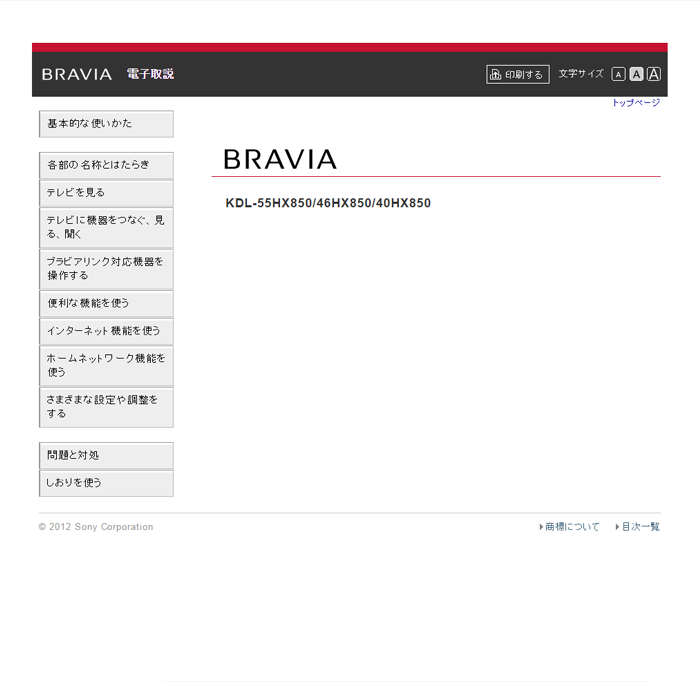 BRAVIA 電子取説 印刷する 文字サイズ A A A
トップページ
基本的な使いかた
各部の名称とはたらき
テレビを見る
テレビに機器をつなぐ、見
る、聞く
ブラビアリンク対応機器を
操作する
便利な機能を使う
インターネット機能を使う
ホームネットワーク機能を
使う
さまざまな設定や調整を
する
問題と対処
しおりを使う
BRAVIA
KDL-55HX850/46HX850/40HX850
© 2012 Sony Corporation 商標について 目次一覧